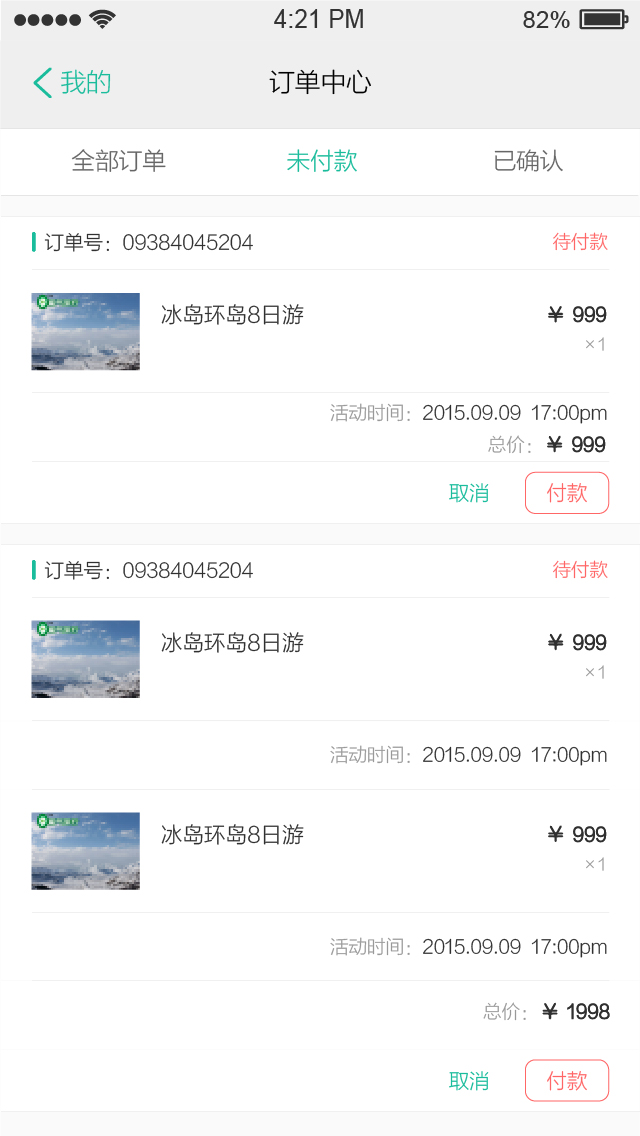 4:21 PM 82%
我的 订单中心
全部订单 未付款 已确认
订单号：09384045204 待付款
冰岛环岛8日游 ¥ 999
×1
活动时间：2015.09.09 17:00pm
总价：¥ 999
取消 付款
订单号：09384045204 待付款
冰岛环岛8日游 ¥ 999
×1
活动时间：2015.09.09 17:00pm
冰岛环岛8日游 ¥ 999
×1
活动时间：2015.09.09 17:00pm
总价：¥ 1998
取消 付款